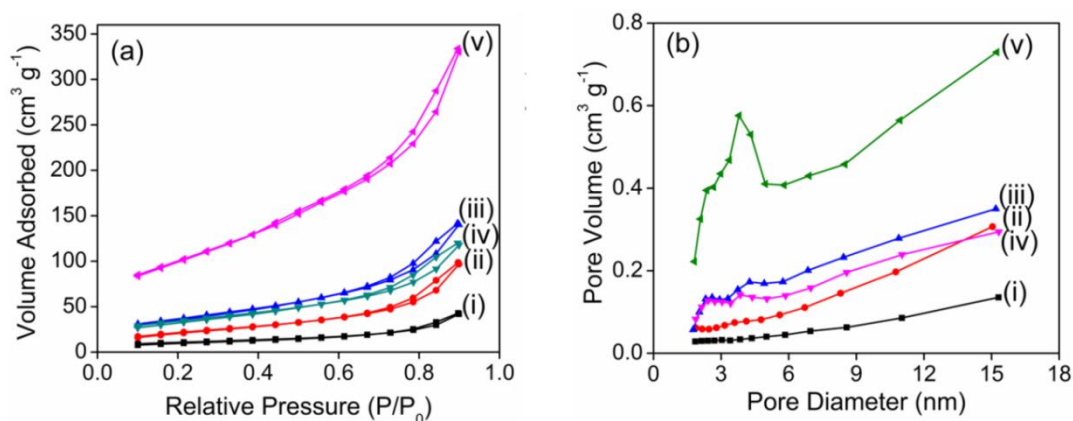 (a)
(v)
(iii)
(iv)
(ii)
(i)
350
300
250
200
150
100
50
0
0.0 0.2 0.4 0.6 0.8 1.0
Volume Adsorbed (cm³ g⁻¹)
Relative Pressure (P/P₀)
(b)
(v)
(iii)
(ii)
(iv)
(i)
0.8
0.6
0.4
0.2
0.0
0 3 6 9 12 15 18
Pore Volume (cm³ g⁻¹)
Pore Diameter (nm)